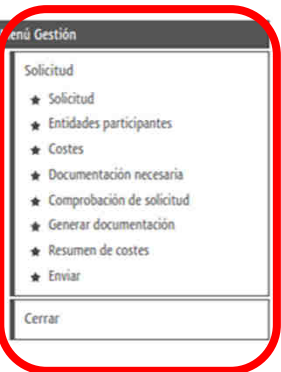 enú Gestión
Solicitud
Solicitud
Entidades participantes
Costes
Documentación necesaria
Comprobación de solicitud
Generar documentación
Resumen de costes
Enviar
Cerrar